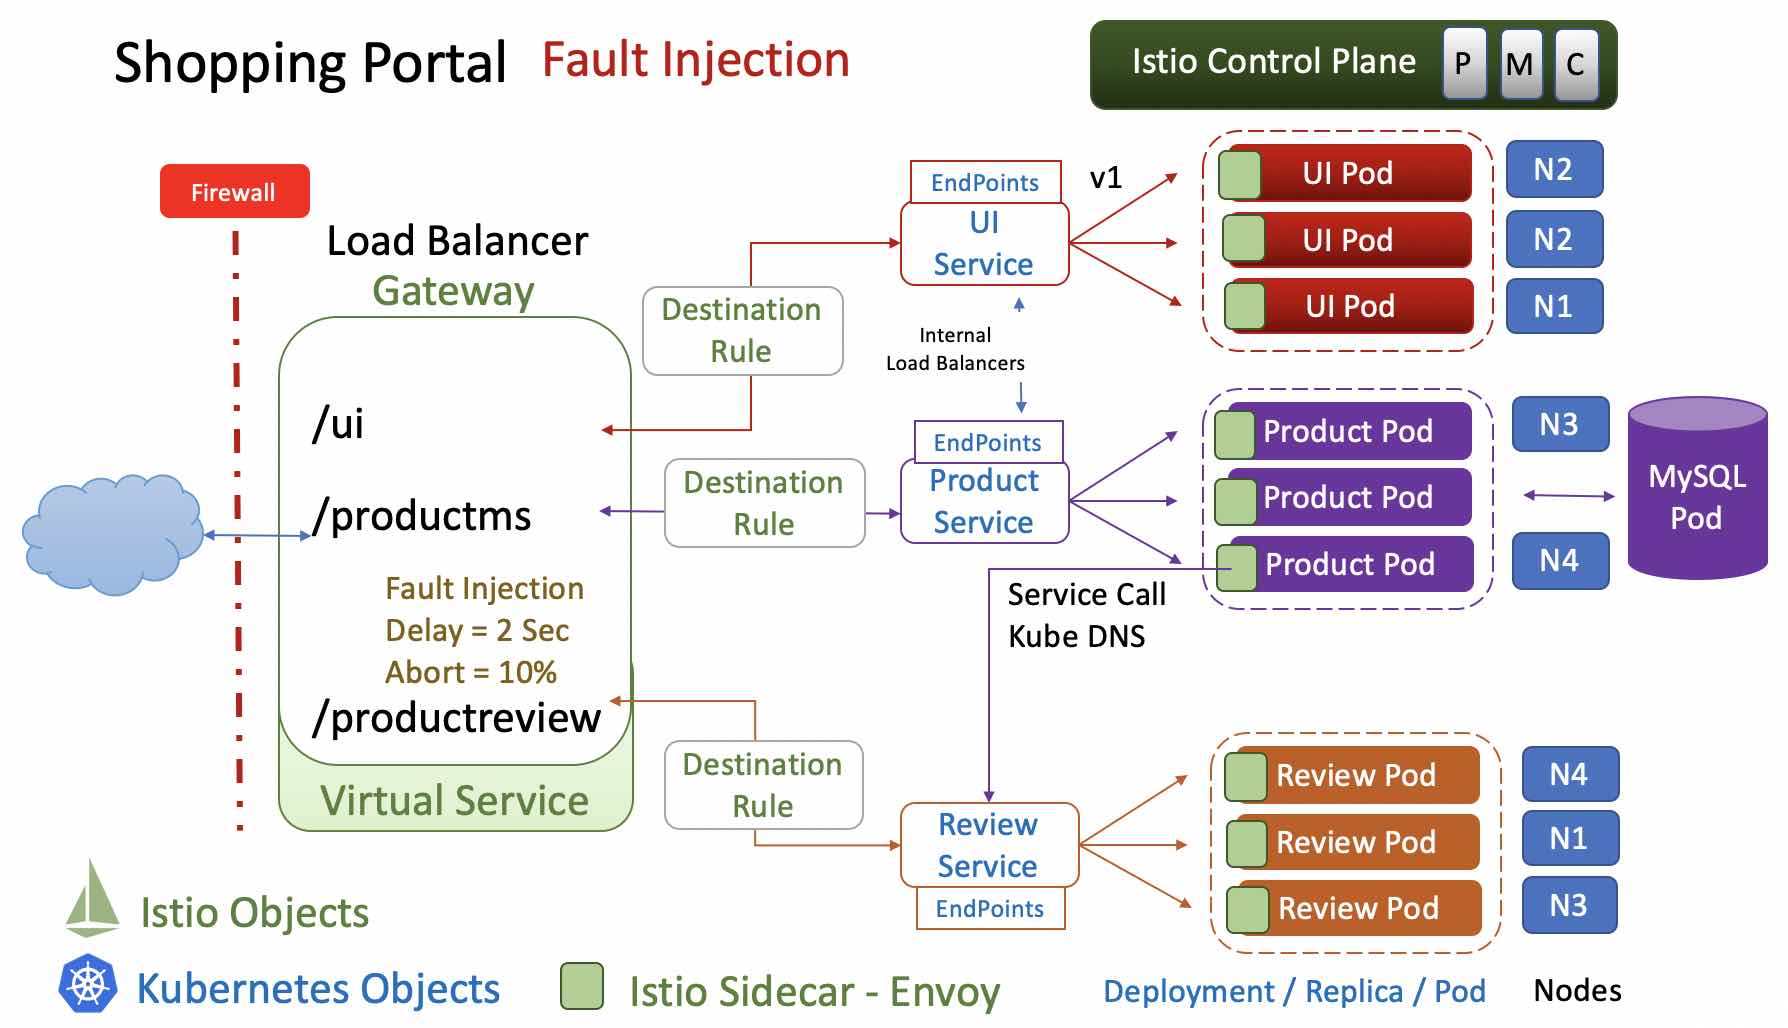 Shopping Portal Fault Injection
Istio Control Plane P M C
Firewall
Load Balancer
Gateway
/ui
/productms
Fault Injection
Delay = 2 Sec
Abort = 10%
/productreview
Virtual Service
Destination
Rule
Destination
Rule
Destination
Rule
EndPoints
UI
Service
v1
Internal
Load Balancers
EndPoints
Product
Service
Service Call
Kube DNS
Review
Service
EndPoints
UI Pod N2
UI Pod N2
UI Pod N1
Product Pod N3
Product Pod
Product Pod N4
MySQL
Pod
Review Pod N4
Review Pod N1
Review Pod N3
Istio Objects
Kubernetes Objects
Istio Sidecar - Envoy
Deployment / Replica / Pod
Nodes